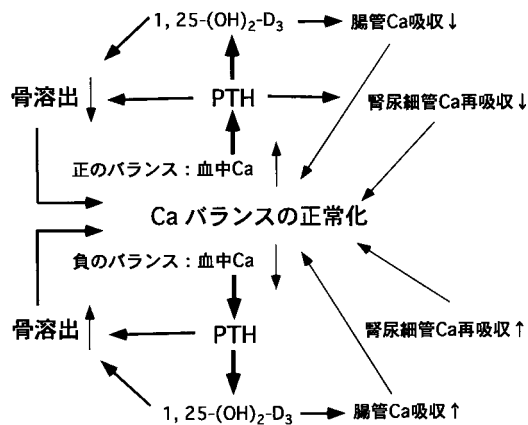 1, 25-(OH)₂-D₃ 腸管Ca吸収↓
骨溶出↓ PTH 腎尿細管Ca再吸収↓
正のバランス：血中Ca↑
Ca バランスの正常化
負のバランス：血中Ca↓
骨溶出↑ PTH 腎尿細管Ca再吸収↑
1, 25-(OH)₂-D₃ 腸管Ca吸収↑